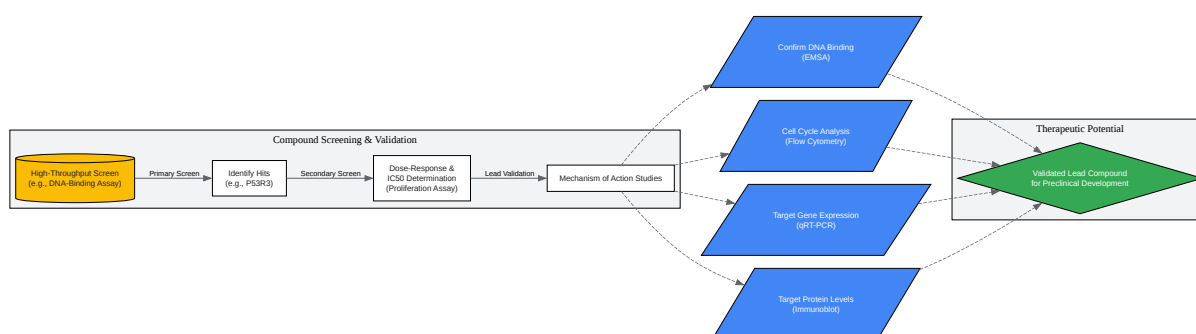 Compound Screening & Validation
High-Throughput Screen
(e.g., DNA-Binding Assay)
Primary Screen
Identify Hits
(e.g., P53R3)
Secondary Screen
Dose-Response &
IC50 Determination
(Proliferation Assay)
Lead Validation
Mechanism of Action Studies
Confirm DNA Binding
(EMSA)
Cell Cycle Analysis
(Flow Cytometry)
Target Gene Expression
(qRT-PCR)
Target Protein Levels
(Immunoblot)
Therapeutic Potential
Validated Lead Compound
for Preclinical Development